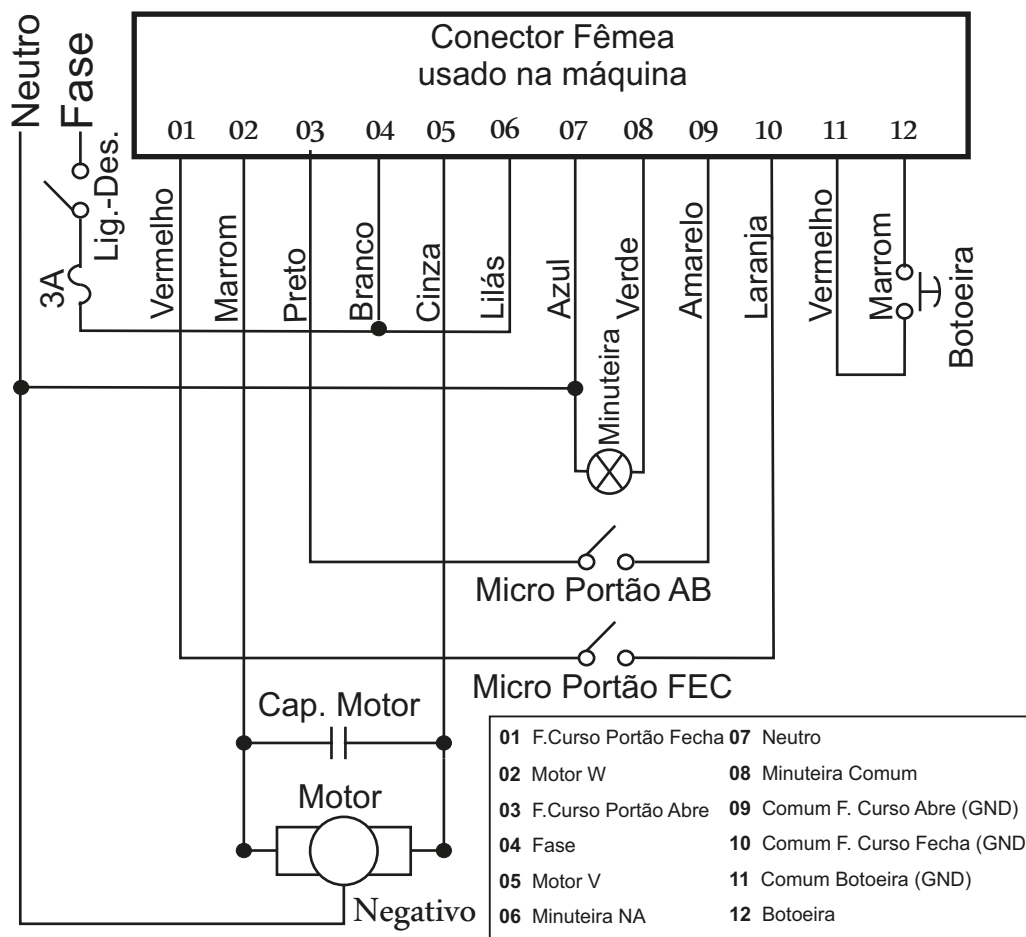 Conector Fêmea
usado na máquina
Neutro
Fase
Lig.-Des.
3A
01 02 03 04 05 06 07 08 09 10 11 12
Vermelho
Marrom
Preto
Branco
Cinza
Lilás
Azul
Verde
Amarelo
Laranja
Vermelho
Marrom
Botoeira
Minuteira
Micro Portão AB
Micro Portão FEC
Cap. Motor
Motor
Negativo
01 F.Curso Portão Fecha
02 Motor W
03 F.Curso Portão Abre
04 Fase
05 Motor V
06 Minuteira NA
07 Neutro
08 Minuteira Comum
09 Comum F. Curso Abre (GND)
10 Comum F. Curso Fecha (GND
11 Comum Botoeira (GND)
12 Botoeira